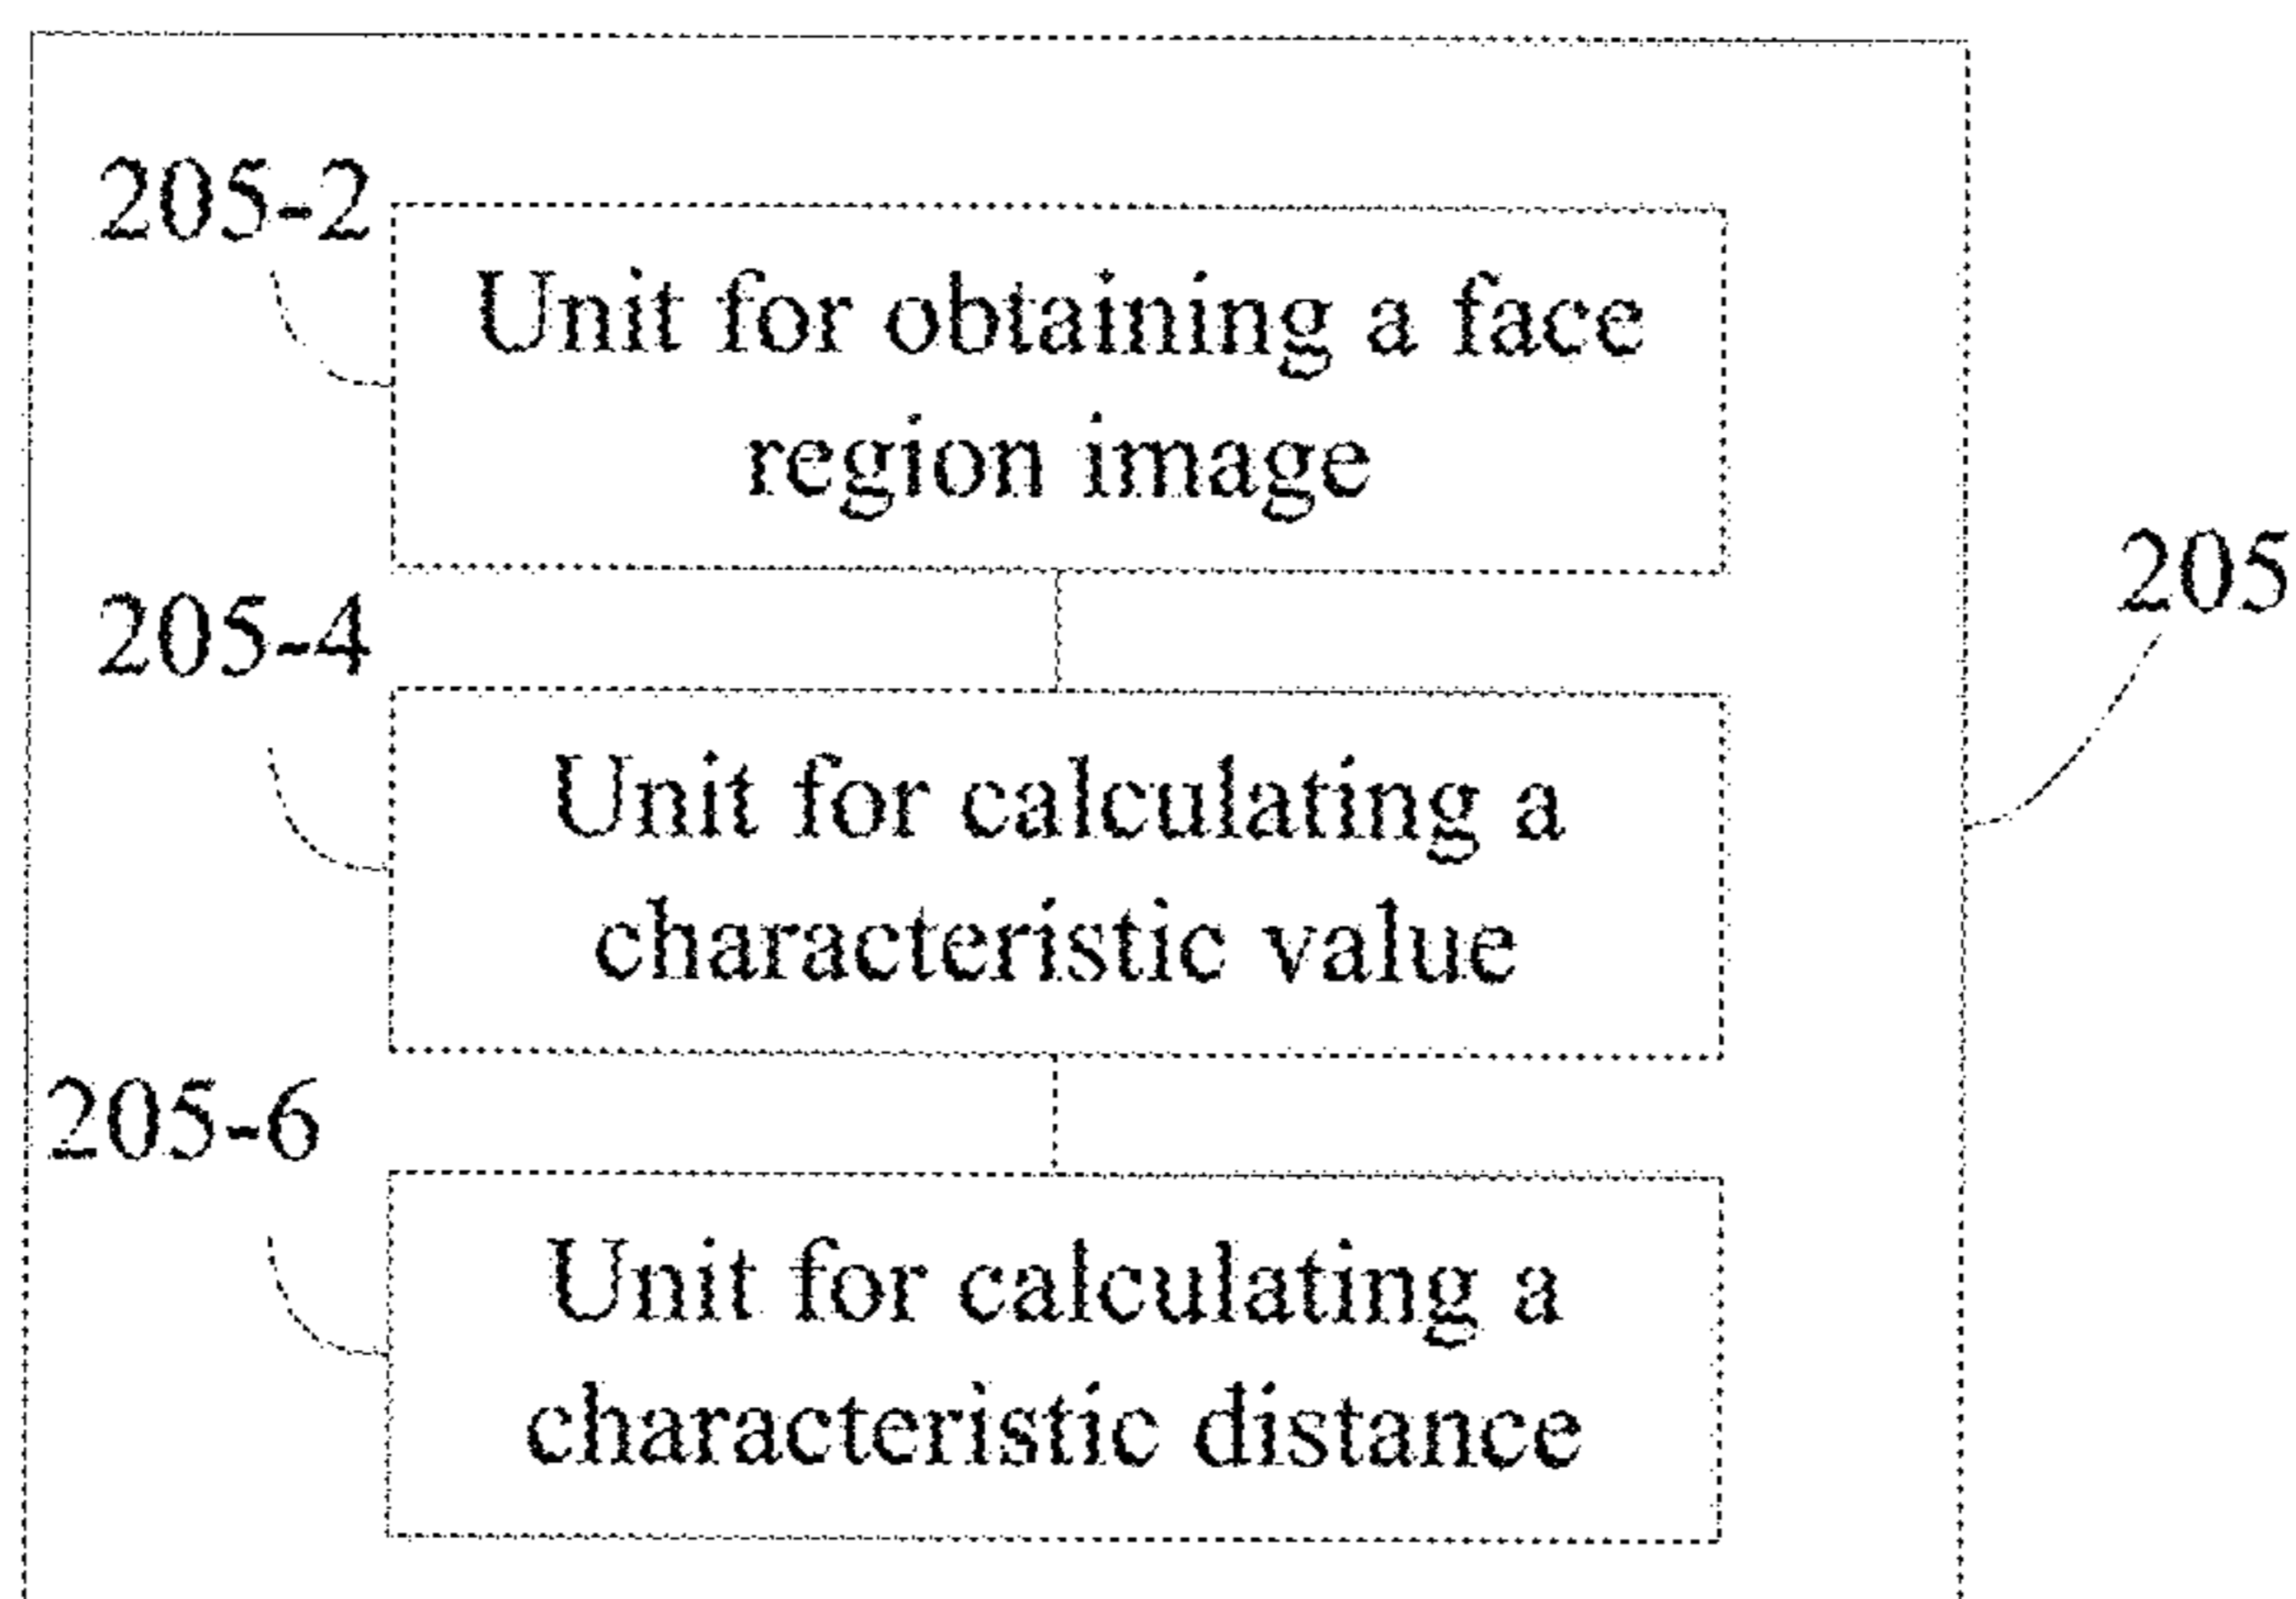 205-2
Unit for obtaining a face
region image
205
205-4
Unit for calculating a
characteristic value
205-6
Unit for calculating a
characteristic distance